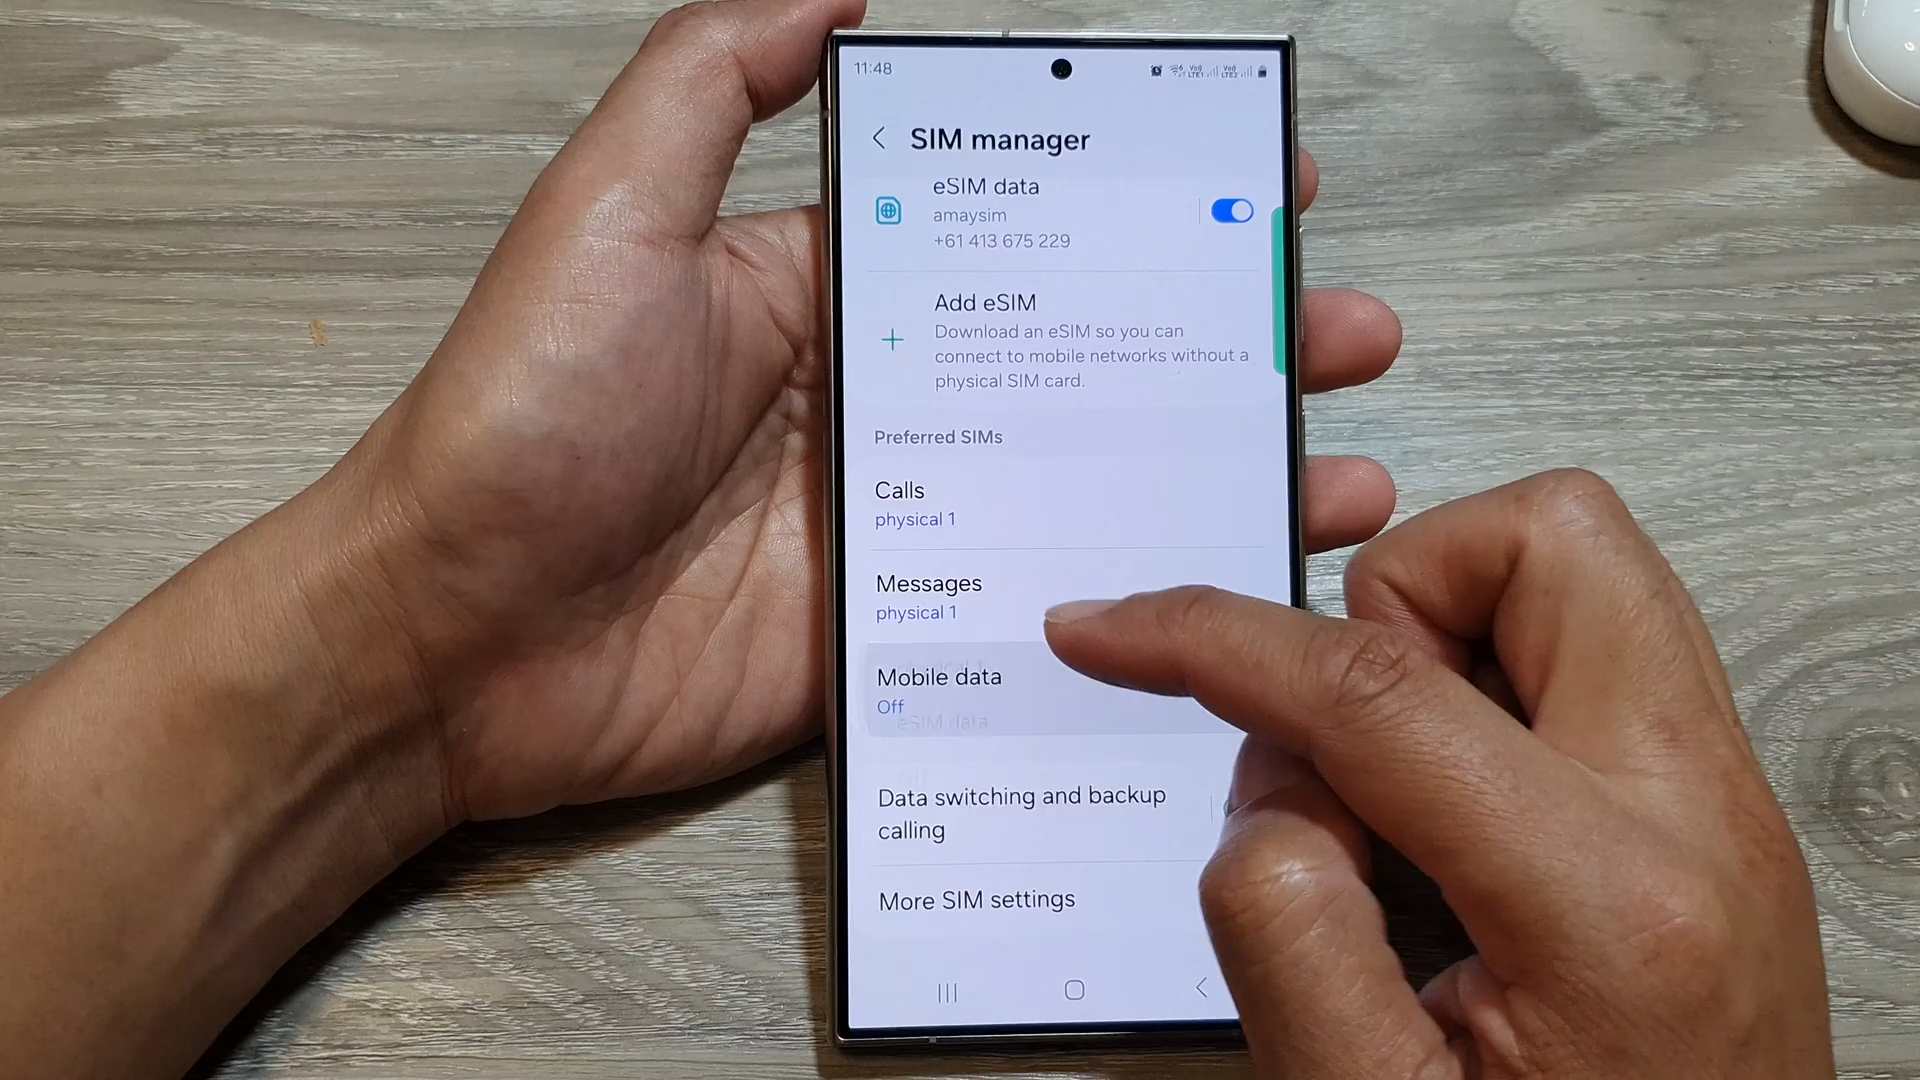 11:48
SIM manager
eSIM data
amaysim
+61 413 675 229
Add eSIM
Download an eSIM so you can
connect to mobile networks without a
physical SIM card.
Preferred SIMs
Calls
physical 1
Messages
physical 1
Mobile data
Off
eSIM data
Data switching and backup
calling
More SIM settings